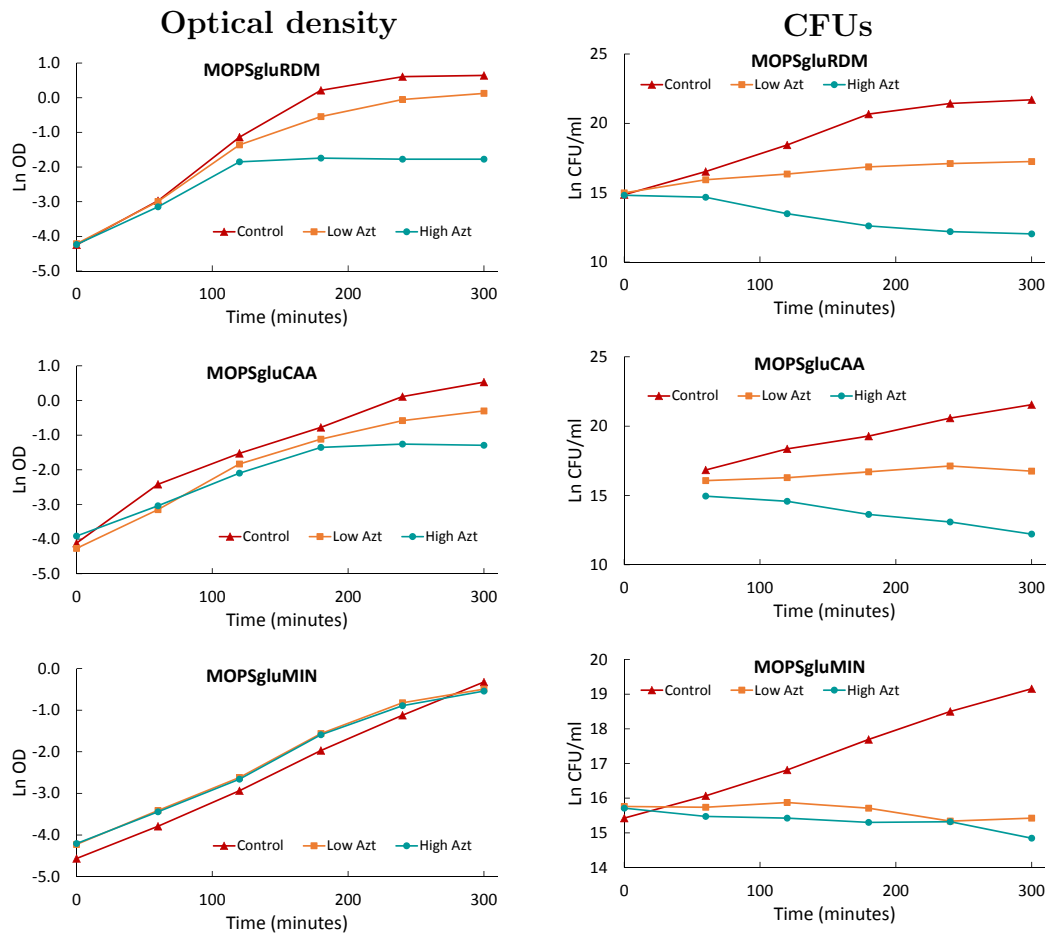 Optical density
CFUs
MOPSgluRDM
1.0
0.0
-1.0
-2.0
-3.0
-4.0
-5.0
Ln OD
Control Low Azt High Azt
0 100 200 300
Time (minutes)
MOPSgluRDM
Control Low Azt High Azt
25
20
15
10
Ln CFU/ml
0 100 200 300
Time (minutes)
MOPSgluCAA
1.0
0.0
-1.0
-2.0
-3.0
-4.0
-5.0
Ln OD
Control Low Azt High Azt
0 100 200 300
Time (minutes)
MOPSgluCAA
Control Low Azt High Azt
25
20
15
10
Ln CFU/ml
0 100 200 300
Time (minutes)
MOPSgluMIN
0.0
-1.0
-2.0
-3.0
-4.0
-5.0
Ln OD
Control Low Azt High Azt
0 100 200 300
Time (minutes)
MOPSgluMIN
Control Low Azt High Azt
20
19
18
17
16
15
14
Ln CFU/ml
0 100 200 300
Time (minutes)